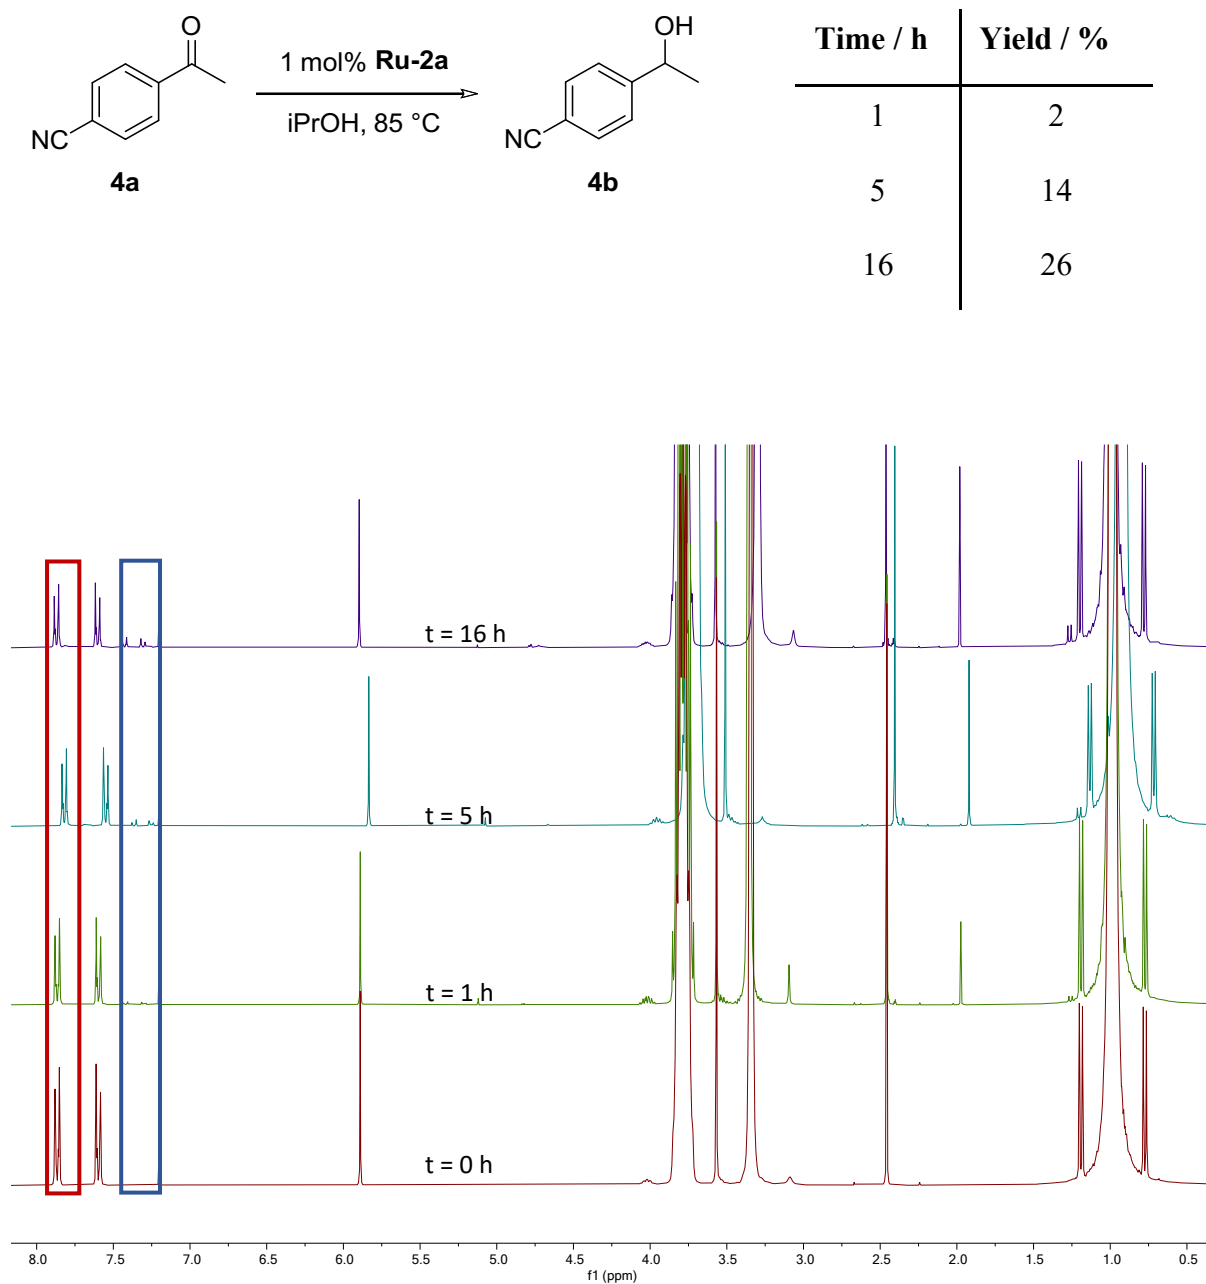 O
NC
4a
1 mol% Ru-2a
iPrOH, 85 °C
OH
NC
4b
Time / h Yield / %
1 2
5 14
16 26
t = 16 h
t = 5 h
t = 1 h
t = 0 h
8.0 7.5 7.0 6.5 6.0 5.5 5.0 4.5 4.0 3.5 3.0 2.5 2.0 1.5 1.0 0.5
f1 (ppm)